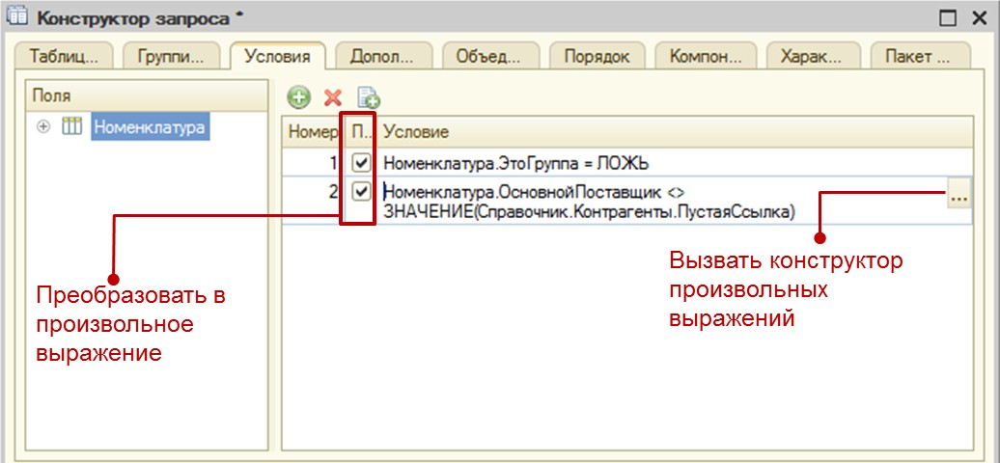 Конструктор запроса *
Таблиц... Группи... Условия Допол... Объед... Порядок Компон... Харак... Пакет ...
Поля
Номенклатура
Номер П... Условие
1 Номенклатура.ЭтоГруппа = ЛОЖЬ
2 Номенклатура.ОсновнойПоставщик <>
ЗНАЧЕНИЕ(Справочник.Контрагенты.ПустаяСсылка)
...
Преобразовать в
произвольное
выражение
Вызвать конструктор
произвольных
выражений